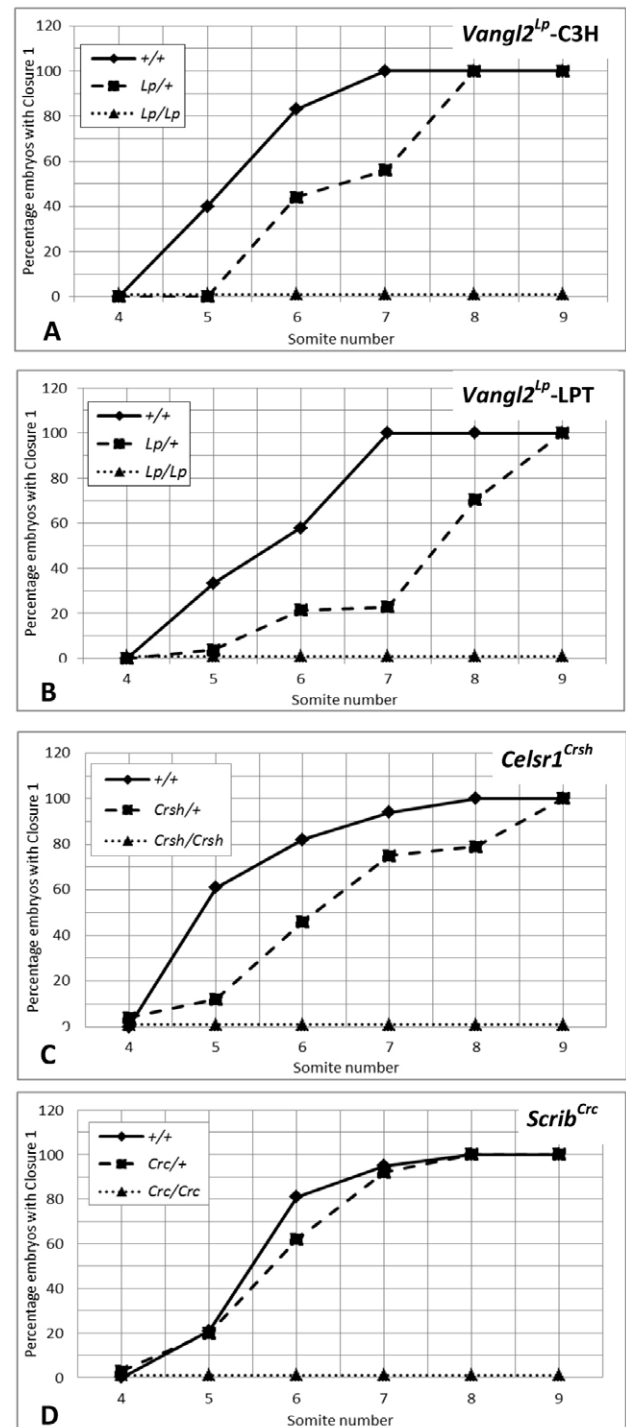 Vangl2Lp-C3H
+/+
Lp/+
Lp/Lp
Percentage embryos with Closure 1
120
100
80
60
40
20
0
4 5 6 7 8 9
Somite number
A
Vangl2Lp-LPT
+/+
Lp/+
Lp/Lp
Percentage embryos with Closure 1
120
100
80
60
40
20
0
4 5 6 7 8 9
Somite number
B
Celsr1Crsh
+/+
Crsh/+
Crsh/Crsh
Percentage embryos with Closure 1
120
100
80
60
40
20
0
4 5 6 7 8 9
Somite number
C
ScribCrc
+/+
Crc/+
Crc/Crc
Percentage embryos with Closure 1
120
100
80
60
40
20
0
4 5 6 7 8 9
Somite number
D